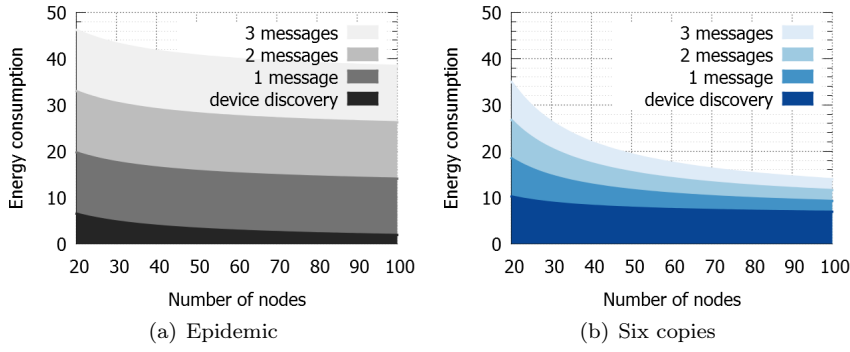 50
40
30
20
10
0
Energy consumption
3 messages
2 messages
1 message
device discovery
20 30 40 50 60 70 80 90 100
Number of nodes
(a) Epidemic
50
40
30
20
10
0
Energy consumption
3 messages
2 messages
1 message
device discovery
20 30 40 50 60 70 80 90 100
Number of nodes
(b) Six copies